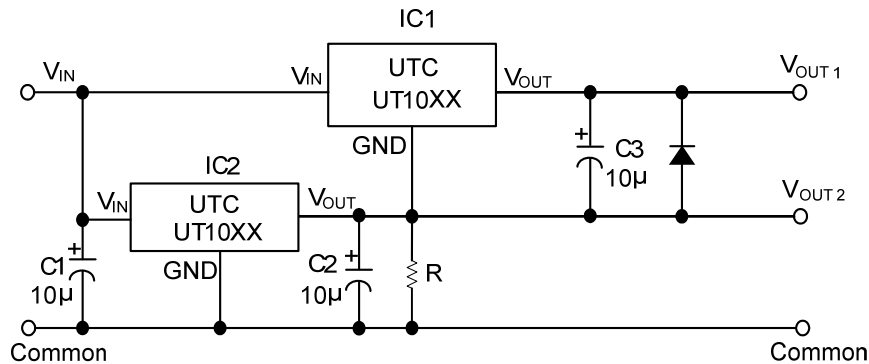 IC1
VIN
VIN
UTC
UT10XX
VOUT
VOUT 1
GND
C3
10µ
IC2
VIN
UTC
UT10XX
VOUT
VOUT 2
GND
C1
10µ
C2
10µ
R
Common
Common